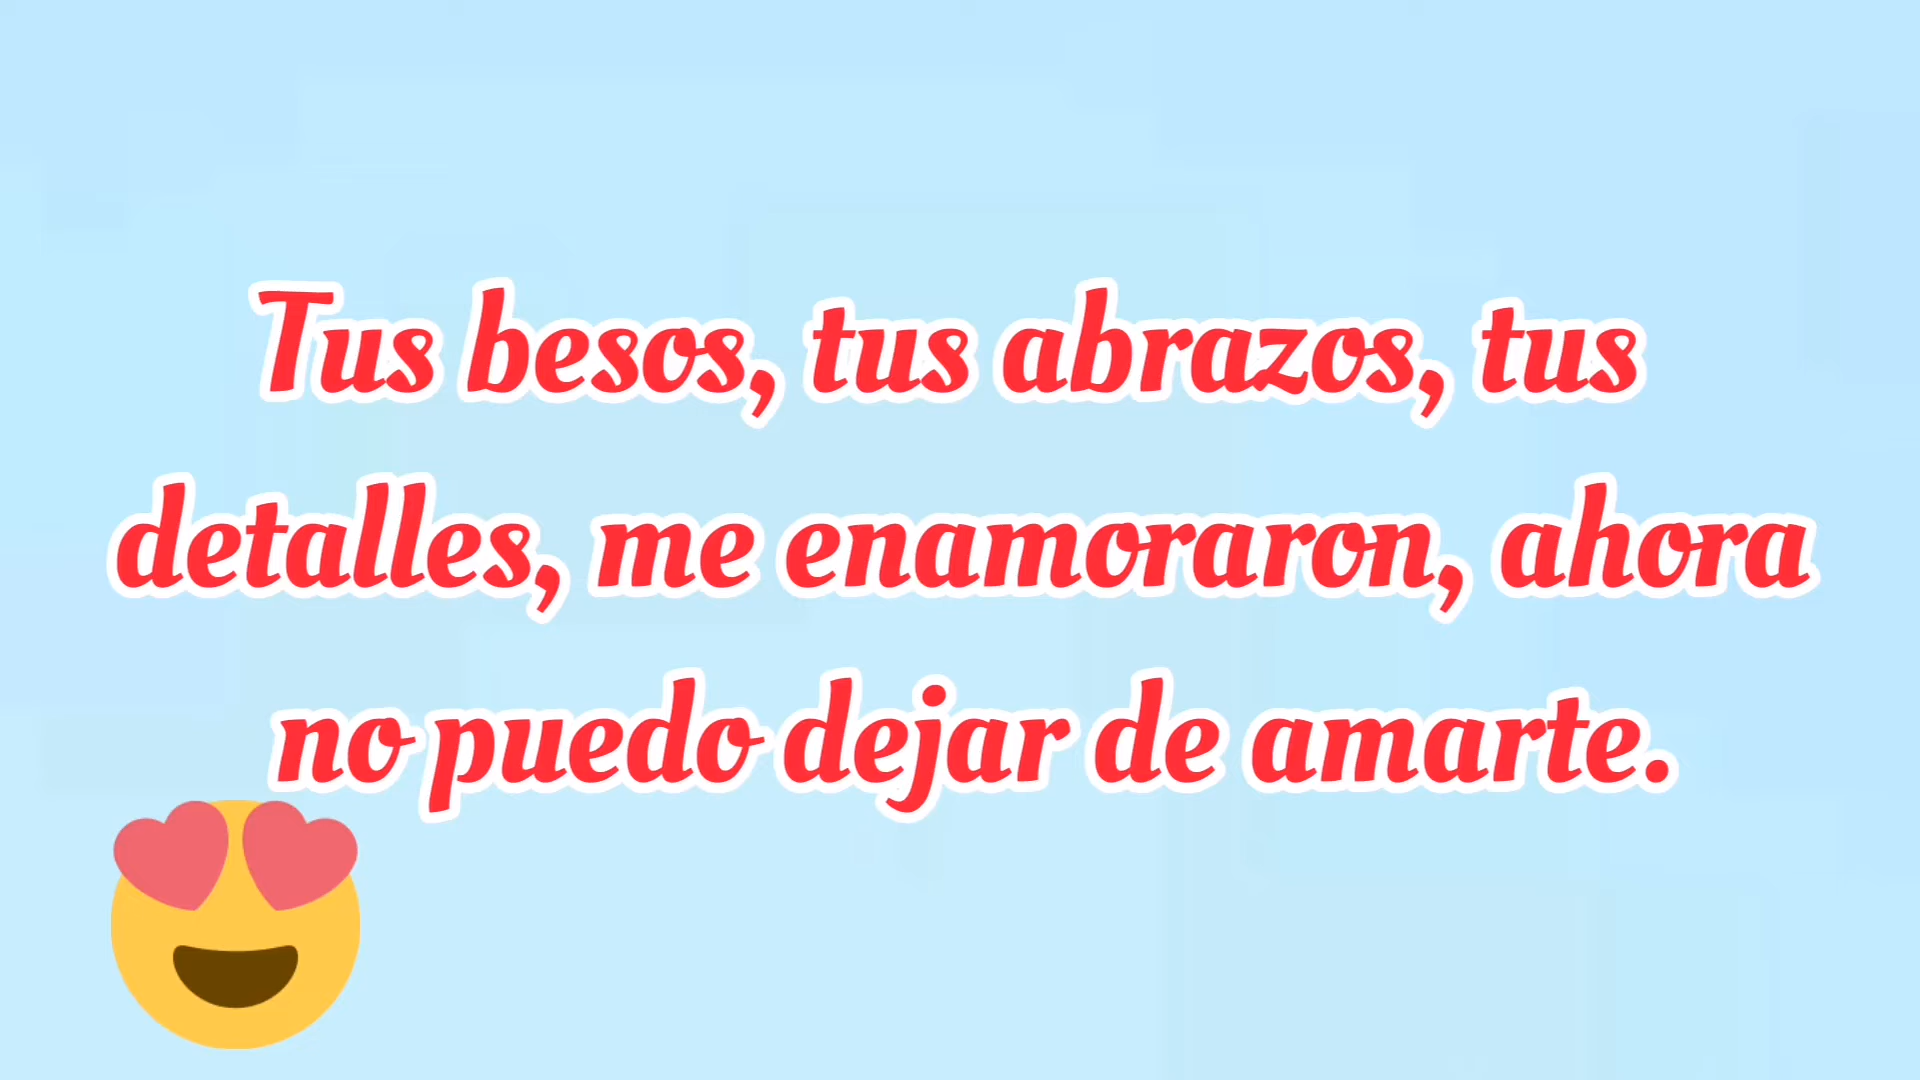 Tus besos, tus abrazos, tus
detalles, me enamoraron, ahora
no puedo dejar de amarte.